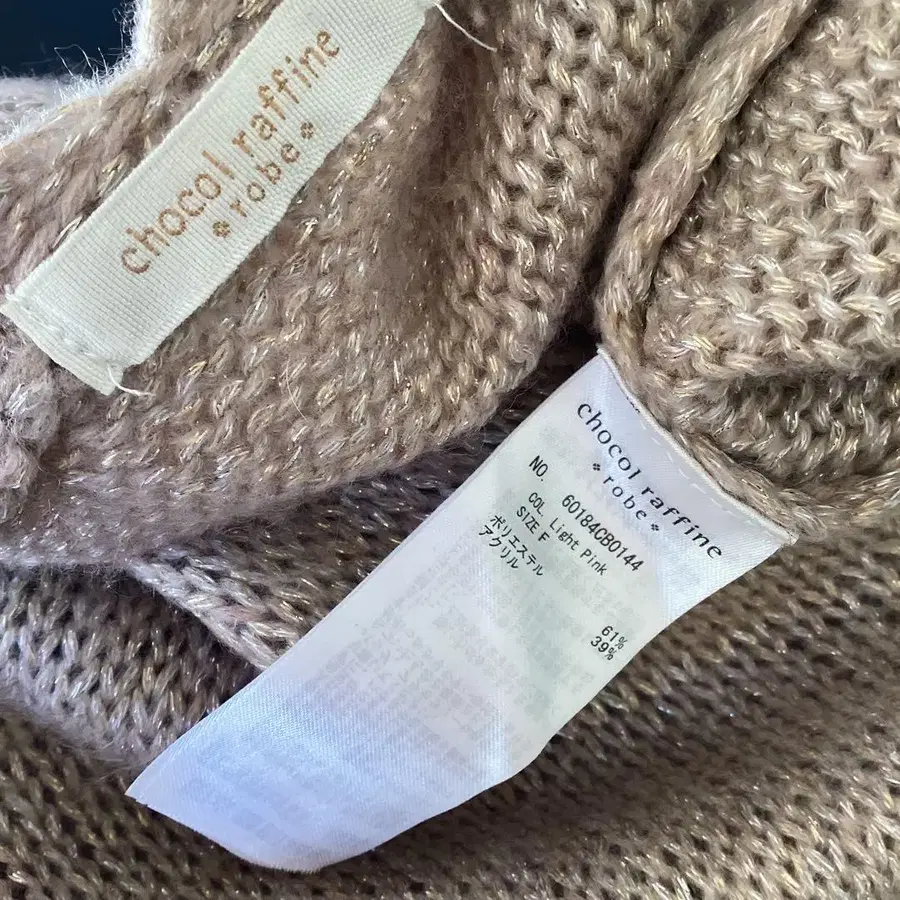 chocol raffine
robe
chocol raffine
robe
NO. 60184CB0144
COL. Light Pink
SIZE F
ポリエステル 61%
アクリル 39%